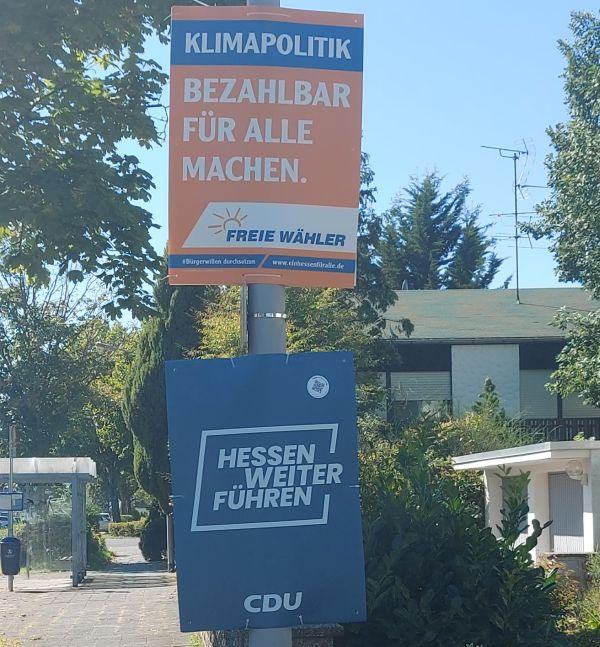 KLIMAPOLITIK
BEZAHLBAR
FÜR ALLE
MACHEN.
FREIE WÄHLER
#Bürgerwillen durchsetzen / www.einhessenfüralle.de
HESSEN
WEITER
FÜHREN
CDU